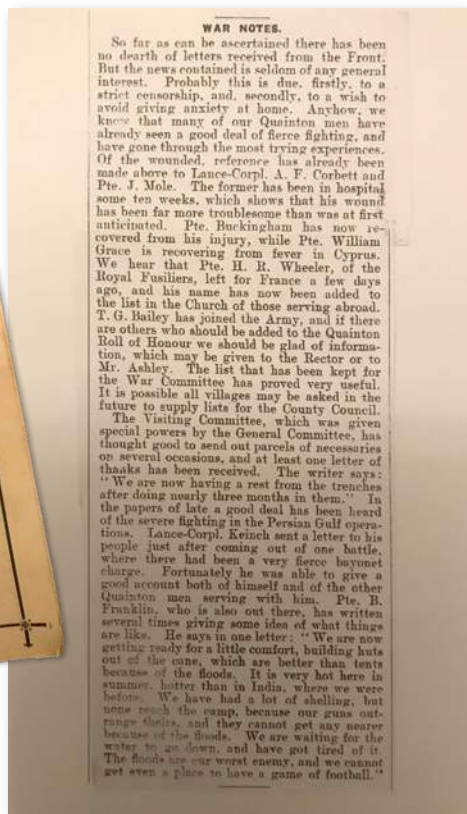 WAR NOTES.
So far as can be ascertained there has been
no dearth of letters received from the Front.
But the news contained is seldom of any general
interest. Probably this is due, firstly, to a
strict censorship, and, secondly, to a wish to
avoid giving anxiety at home. Anyhow, we
know that many of our Quainton men have
already seen a good deal of fierce fighting, and
have gone through the most trying experiences.
Of the wounded, reference has already been
made above to Lance-Corpl. A. F. Corbett and
Pte. J. Mole. The former has been in hospital
some ten weeks, which shows that his wound
has been far more troublesome than was at first
anticipated. Pte. Buckingham has now re-
covered from his injury, while Pte. William
Grace is recovering from fever in Cyprus.
We hear that Pte. H. R. Wheeler, of the
Royal Fusiliers, left for France a few days
ago, and his name has now been added to
the list in the Church of those serving abroad.
T. G. Bailey has joined the Army, and if there
are others who should be added to the Quainton
Roll of Honour we should be glad of informa-
tion, which may be given to the Rector or to
Mr. Ashley. The list that has been kept for
the War Committee has proved very useful.
It is possible all villages may be asked in the
future to supply lists for the County Council.
The Visiting Committee, which was given
special powers by the General Committee, has
thought good to send out parcels of necessaries
on several occasions, and at least one letter of
thanks has been received. The writer says:
"We are now having a rest from the trenches
after doing nearly three months in them." In
the papers of late a good deal has been heard
of the severe fighting in the Persian Gulf opera-
tions. Lance-Corpl. Keinch sent a letter to his
people just after coming out of one battle,
where there had been a very fierce bayonet
charge. Fortunately he was able to give a
good account both of himself and of the other
Quainton men serving with him. Pte. B.
Franklin, who is also out there, has written
several times giving some idea of what things
are like. He says in one letter: "We are now
getting ready for a little comfort, building huts
out of the cane, which are better than tents
because of the floods. It is very hot here in
summer, hotter than in India, where we were
before. We have had a lot of shelling, but
none reach the camp, because our guns out-
range theirs, and they cannot get any nearer
because of the floods. We are waiting for the
water to go down, and have got tired of it.
The floods are our worst enemy, and we cannot
get even a place to have a game of football."